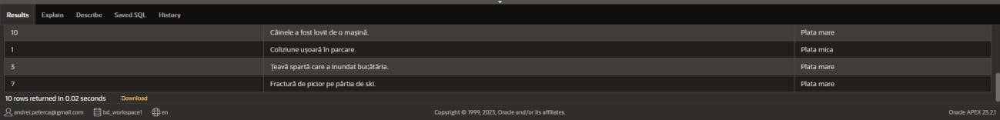 Results Explain Describe Saved SQL History
10 Câinele a fost lovit de o mașină. Plata mare
1 Coliziune ușoară în parcare. Plata mica
3 Țeavă spartă care a inundat bucătăria. Plata mare
7 Fractură de picior pe pârtia de ski. Plata mare
10 rows returned in 0.02 seconds Download
andrei.peterca@gmail.com bd_workspace1 en Copyright © 1999, 2023, Oracle and/or its affiliates. Oracle APEX 23.2.1